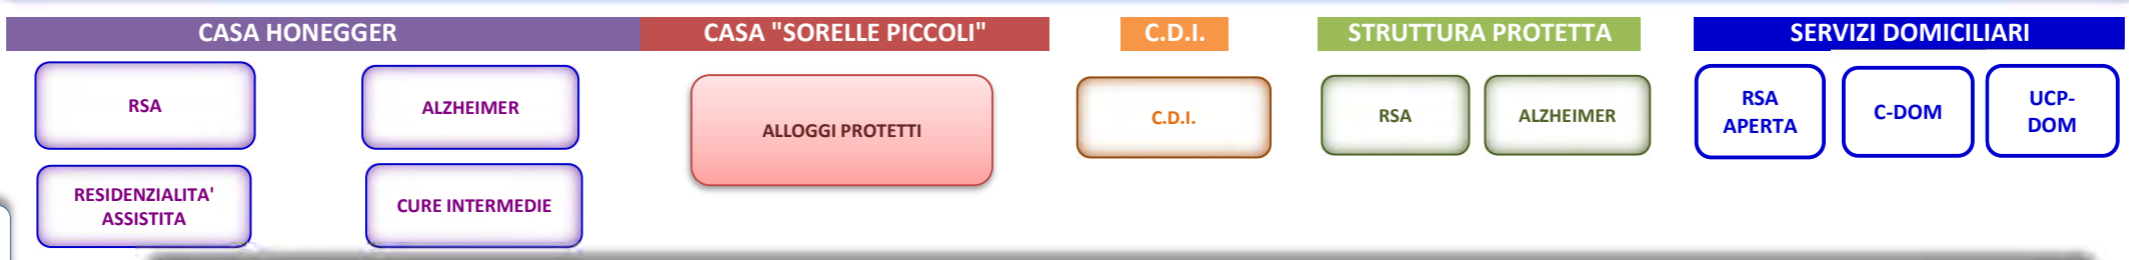 CASA HONEGGER
CASA "SORELLE PICCOLI"
C.D.I.
STRUTTURA PROTETTA
SERVIZI DOMICILIARI
RSA
ALZHEIMER
RESIDENZIALITA'
ASSISTITA
CURE INTERMEDIE
ALLOGGI PROTETTI
C.D.I.
RSA
ALZHEIMER
RSA
APERTA
C-DOM
UCP-
DOM